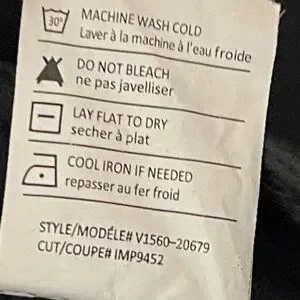 30°
MACHINE WASH COLD
Laver à la machine à l'eau froide
DO NOT BLEACH
ne pas javelliser
LAY FLAT TO DRY
secher à plat
COOL IRON IF NEEDED
repasser au fer froid
STYLE/MODÉLE# V1560-20679
CUT/COUPE# IMP9452